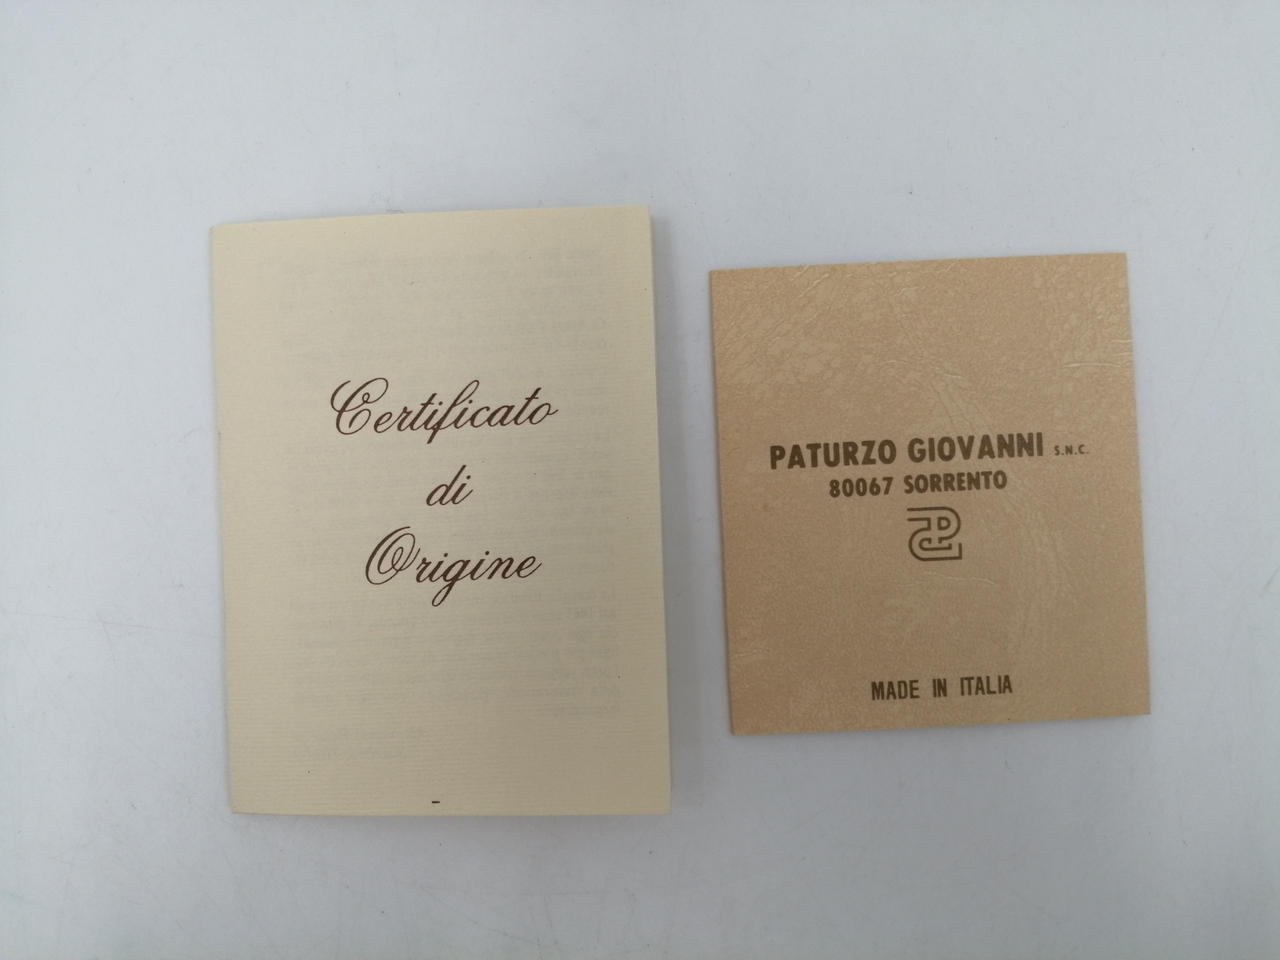 Certificato
di
Origine
PATURZO GIOVANNI S.N.C.
80067 SORRENTO
MADE IN ITALIA